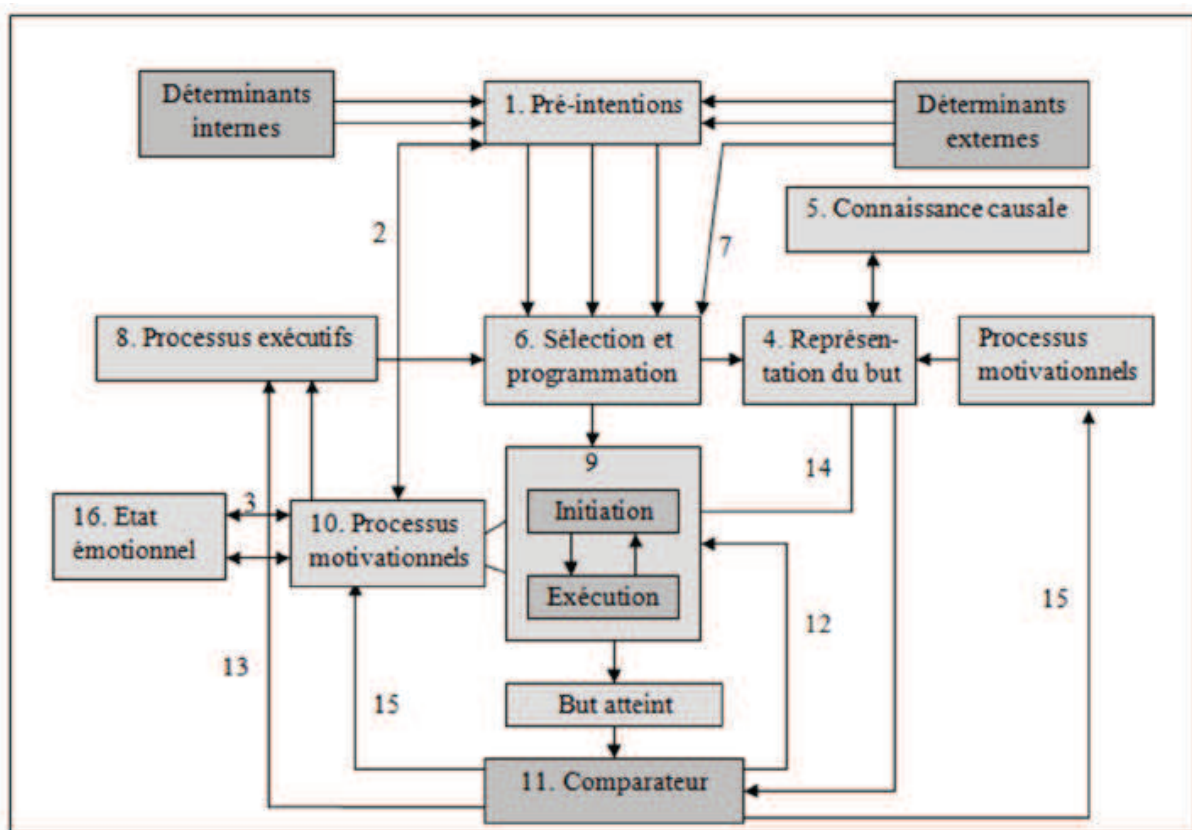 Déterminants
internes
1. Pré-intentions
Déterminants
externes
5. Connaissance causale
2
7
8. Processus exécutifs
6. Sélection et
programmation
4. Représen-
tation du but
Processus
motivationnels
9
14
3
16. Etat
émotionnel
10. Processus
motivationnels
Initiation
Exécution
15
12
13
15
But atteint
11. Comparateur